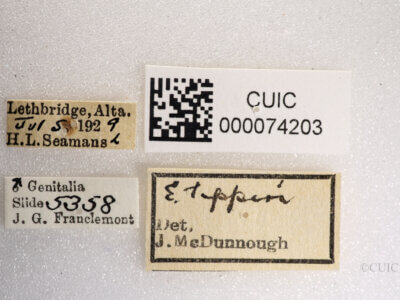 Lethbridge, Alta.
Jul 5 1929
H.L. Seamans
CUIC
000074203
♂ Genitalia
Slide 5358
J. G. Franclemont
E. tepperi
Det.
J. McDunnough
©CUIC